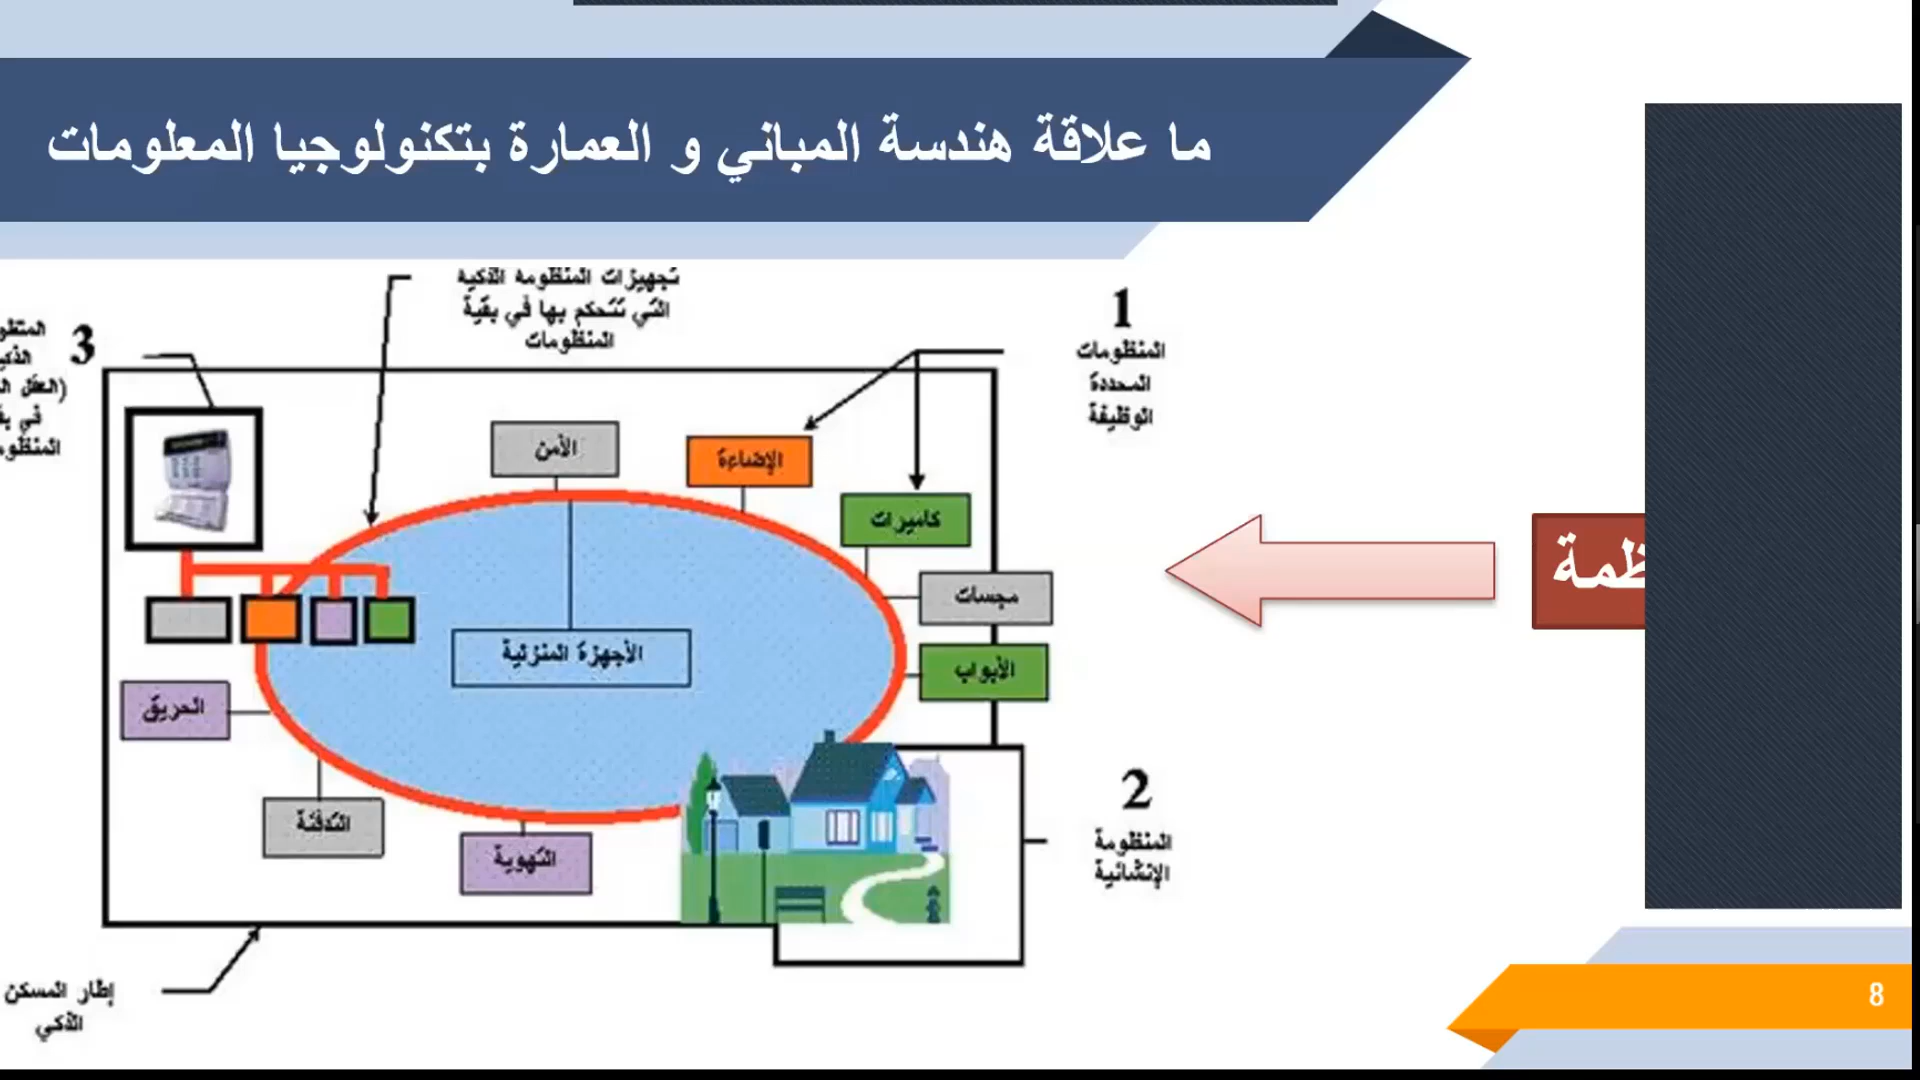 ما علاقة هندسة المباني و العمارة بتكنولوجيا المعلومات
تجهيزات المنظومة الذكية
التي تتحكم بها في بقية
المنظومات
1
المنظومات
المحددة
الوظيفة
3
في
الأمن
الإضاءة
كاميرات
مجسات
الأبواب
الأجهزة المنزلية
الحريق
التدفئة
التهوية
2
المنظومة
الإنشائية
إطار المسكن
الذكي
8